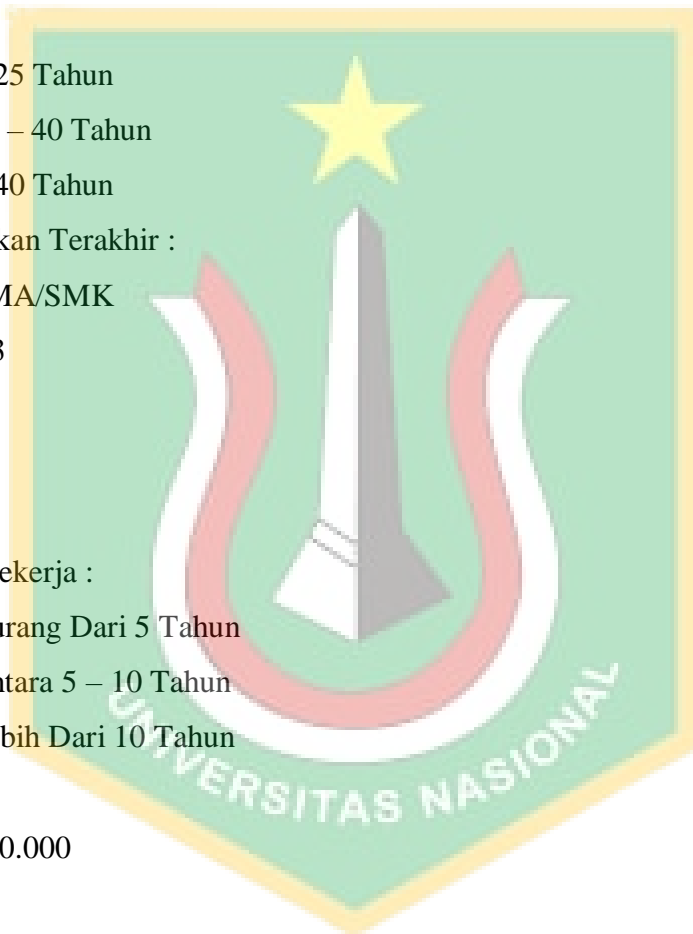 25 Tahun
– 40 Tahun
40 Tahun
kan Terakhir :
MA/SMK
3
ekerja :
urang Dari 5 Tahun
ntara 5 – 10 Tahun
bih Dari 10 Tahun
UNIVERSITAS NASIONAL
0.000